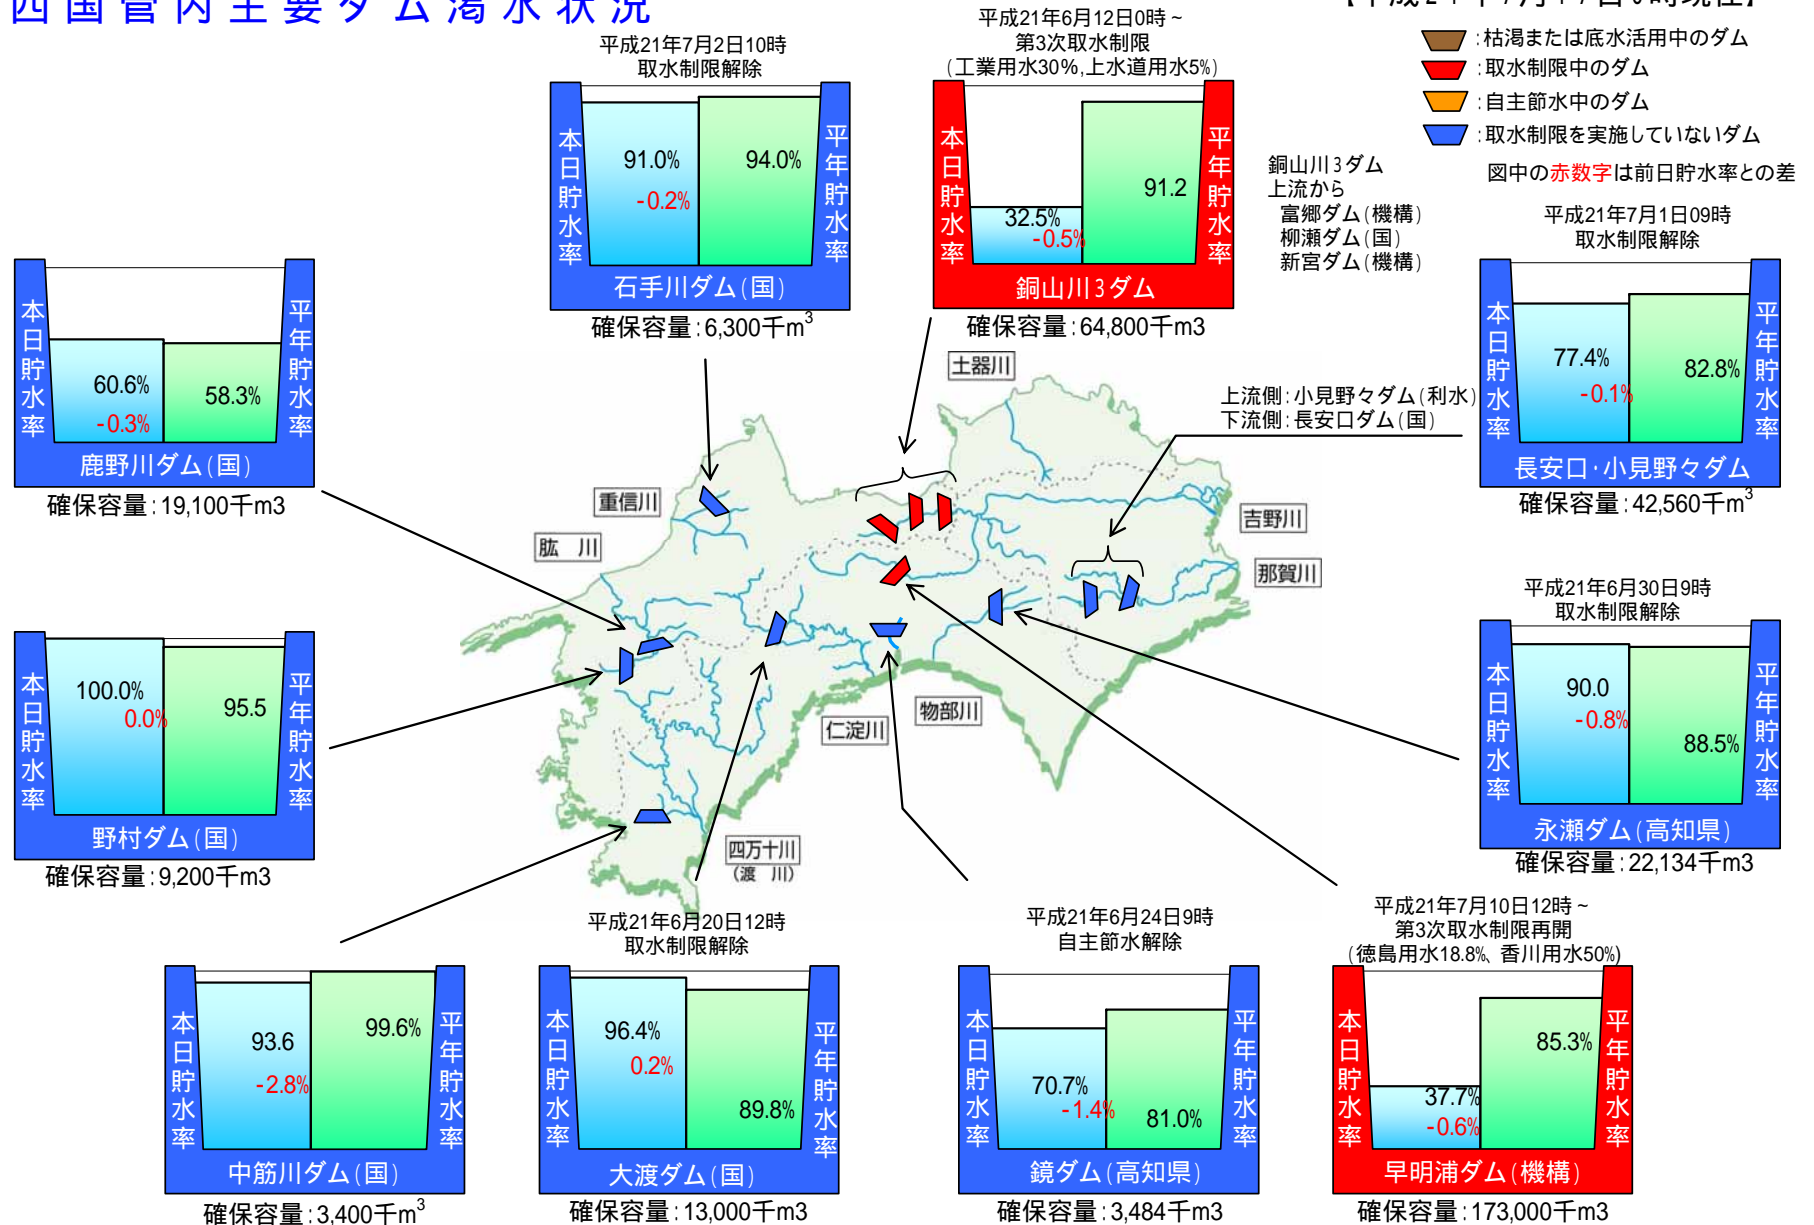 四国管内主要ダム渇水状況
:枯渇または底水活用中のダム
:取水制限中のダム
:自主節水中のダム
:取水制限を実施していないダム
図中の赤数字は前日貯水率との差
平成21年7月2日10時
取水制限解除
本日貯水率
91.0%
-0.2%
94.0%
平年貯水率
石手川ダム(国)
確保容量:6,300千m³
平成21年6月12日0時~
第3次取水制限
(工業用水30%,上水道用水5%)
本日貯水率
32.5%
-0.5%
91.2
平年貯水率
銅山川3ダム
確保容量:64,800千m3
銅山川3ダム
上流から
富郷ダム(機構)
柳瀬ダム(国)
新宮ダム(機構)
平成21年7月1日09時
取水制限解除
本日貯水率
77.4%
-0.1%
82.8%
平年貯水率
長安口・小見野々ダム
確保容量:42,560千m³
上流側:小見野々ダム(利水)
下流側:長安口ダム(国)
本日貯水率
60.6%
-0.3%
58.3%
平年貯水率
鹿野川ダム(国)
確保容量:19,100千m3
土器川
重信川
肱 川
吉野川
那賀川
物部川
仁淀川
四万十川
(渡 川)
本日貯水率
100.0%
0.0%
95.5
平年貯水率
野村ダム(国)
確保容量:9,200千m3
平成21年6月30日9時
取水制限解除
本日貯水率
90.0
-0.8%
88.5%
平年貯水率
永瀬ダム(高知県)
確保容量:22,134千m3
本日貯水率
93.6
-2.8%
99.6%
平年貯水率
中筋川ダム(国)
確保容量:3,400千m³
平成21年6月20日12時
取水制限解除
本日貯水率
96.4%
0.2%
89.8%
平年貯水率
大渡ダム(国)
確保容量:13,000千m3
平成21年6月24日9時
自主節水解除
本日貯水率
70.7%
-1.4%
81.0%
平年貯水率
鏡ダム(高知県)
確保容量:3,484千m3
平成21年7月10日12時~
第3次取水制限再開
(徳島用水18.8%、香川用水50%)
本日貯水率
37.7%
-0.6%
85.3%
平年貯水率
早明浦ダム(機構)
確保容量:173,000千m3